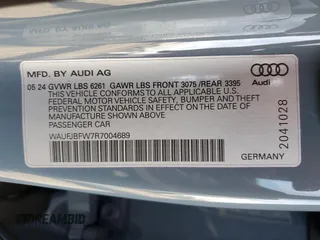 MFD. BY AUDI AG
05 24 GVWR LBS 6261 GAWR LBS FRONT 3075 /REAR 3395
THIS VEHICLE CONFORMS TO ALL APPLICABLE U.S.
FEDERAL MOTOR VEHICLE SAFETY, BUMPER AND THEFT
PREVENTION STANDARDS IN EFFECT ON THE DATE OF
MANUFACTURE SHOWN ABOVE.
PASSENGER CAR
WAUFJBFW7R7004689
GERMANY
Audi
2041028
DREAMBID